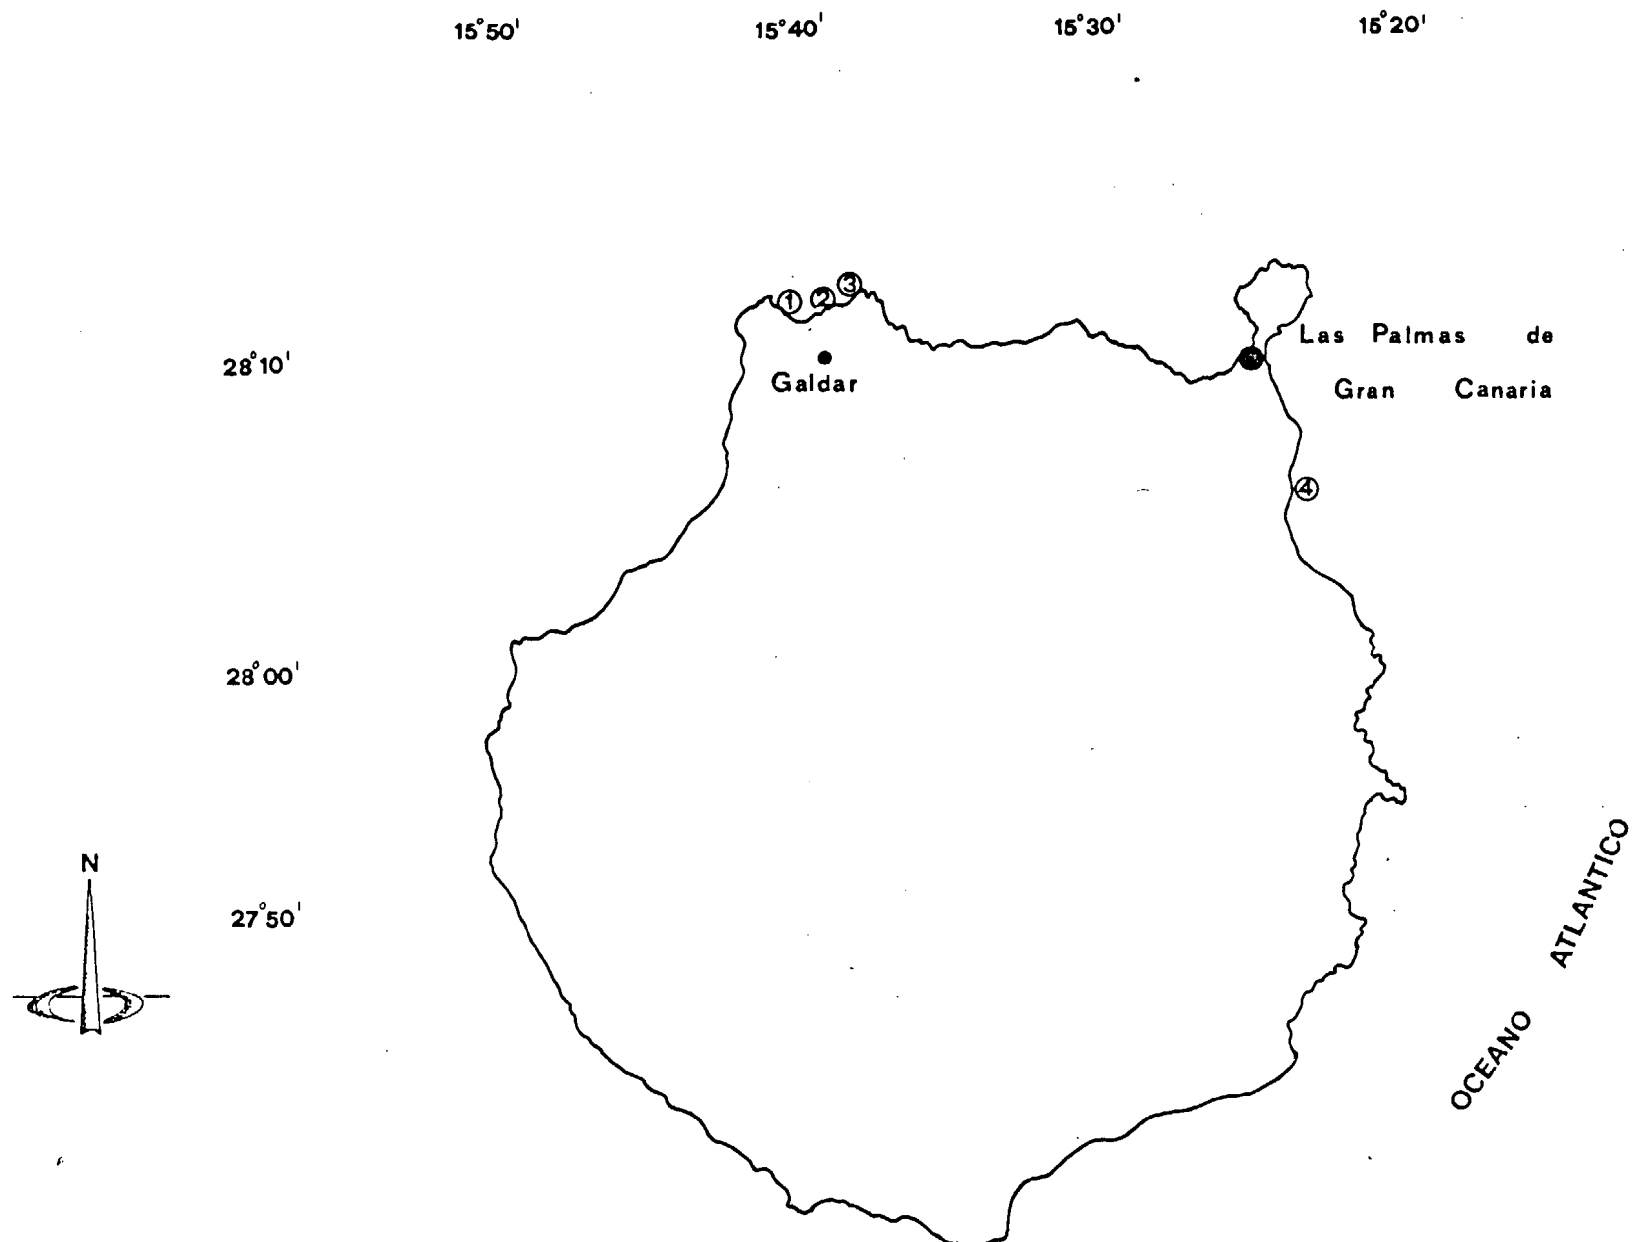 15°50' 15°40' 15°30' 15°20'
③
① ②
Las Palmas de
28°10'
Galdar
Gran Canaria
④
28°00'
N
27°50'
OCEANO ATLANTICO